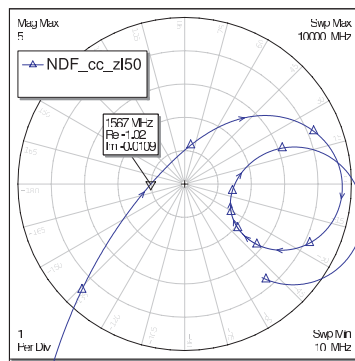 Mag Max
5
Swp Max
10000 MHz
NDF_cc_zl50
1567 MHz
Re -1.02
Im -0.0109
1
Per Div
Swp Min
10 MHz